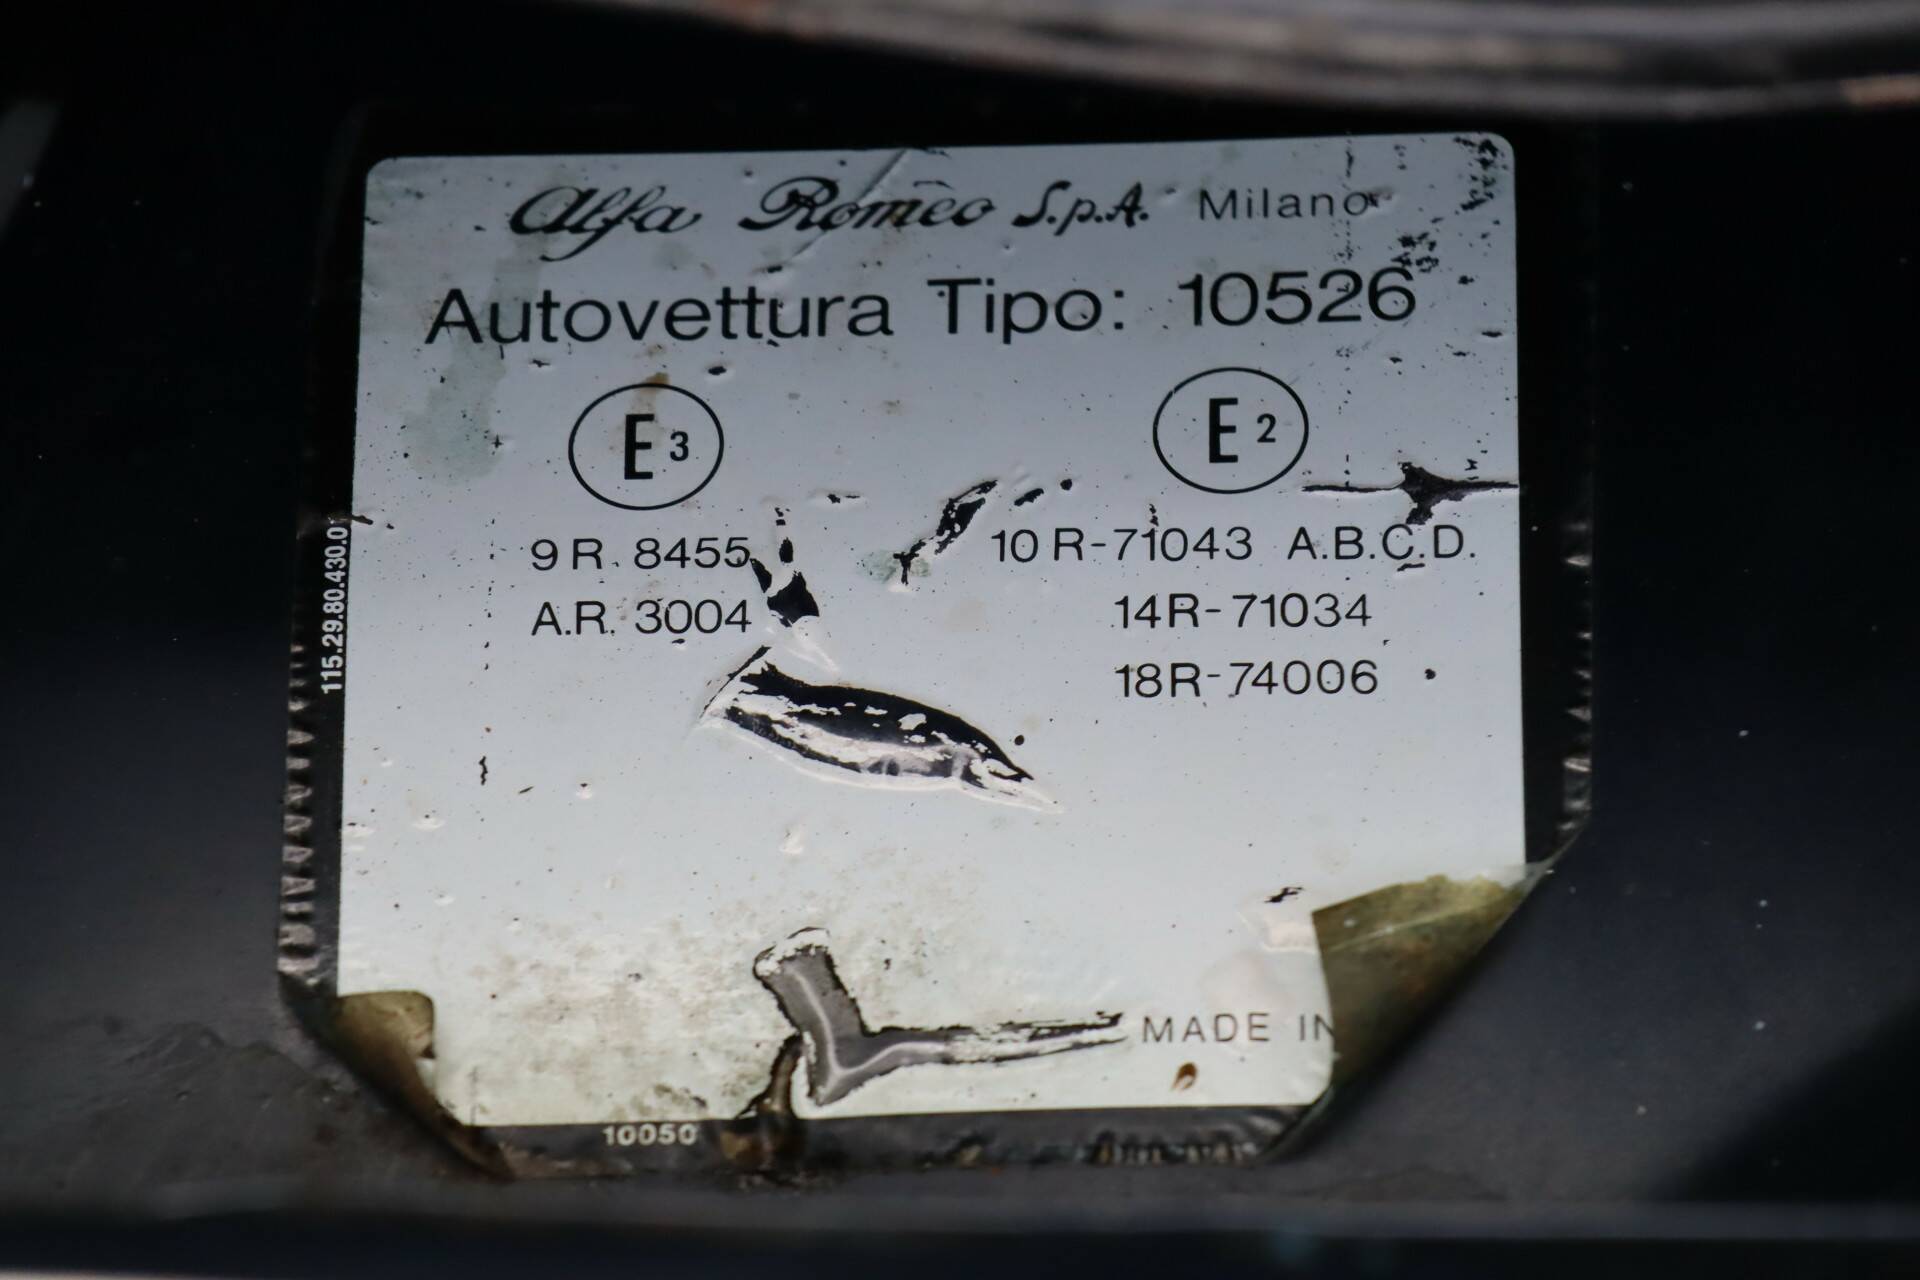 Alfa Romeo S.p.A. Milano
Autovettura Tipo: 10526
E3
E2
9 R. 8455
A.R. 3004
10 R-71043 A.B.C.D.
14R-71034
18R-74006
115.29.80.430.0
MADE IN
10050